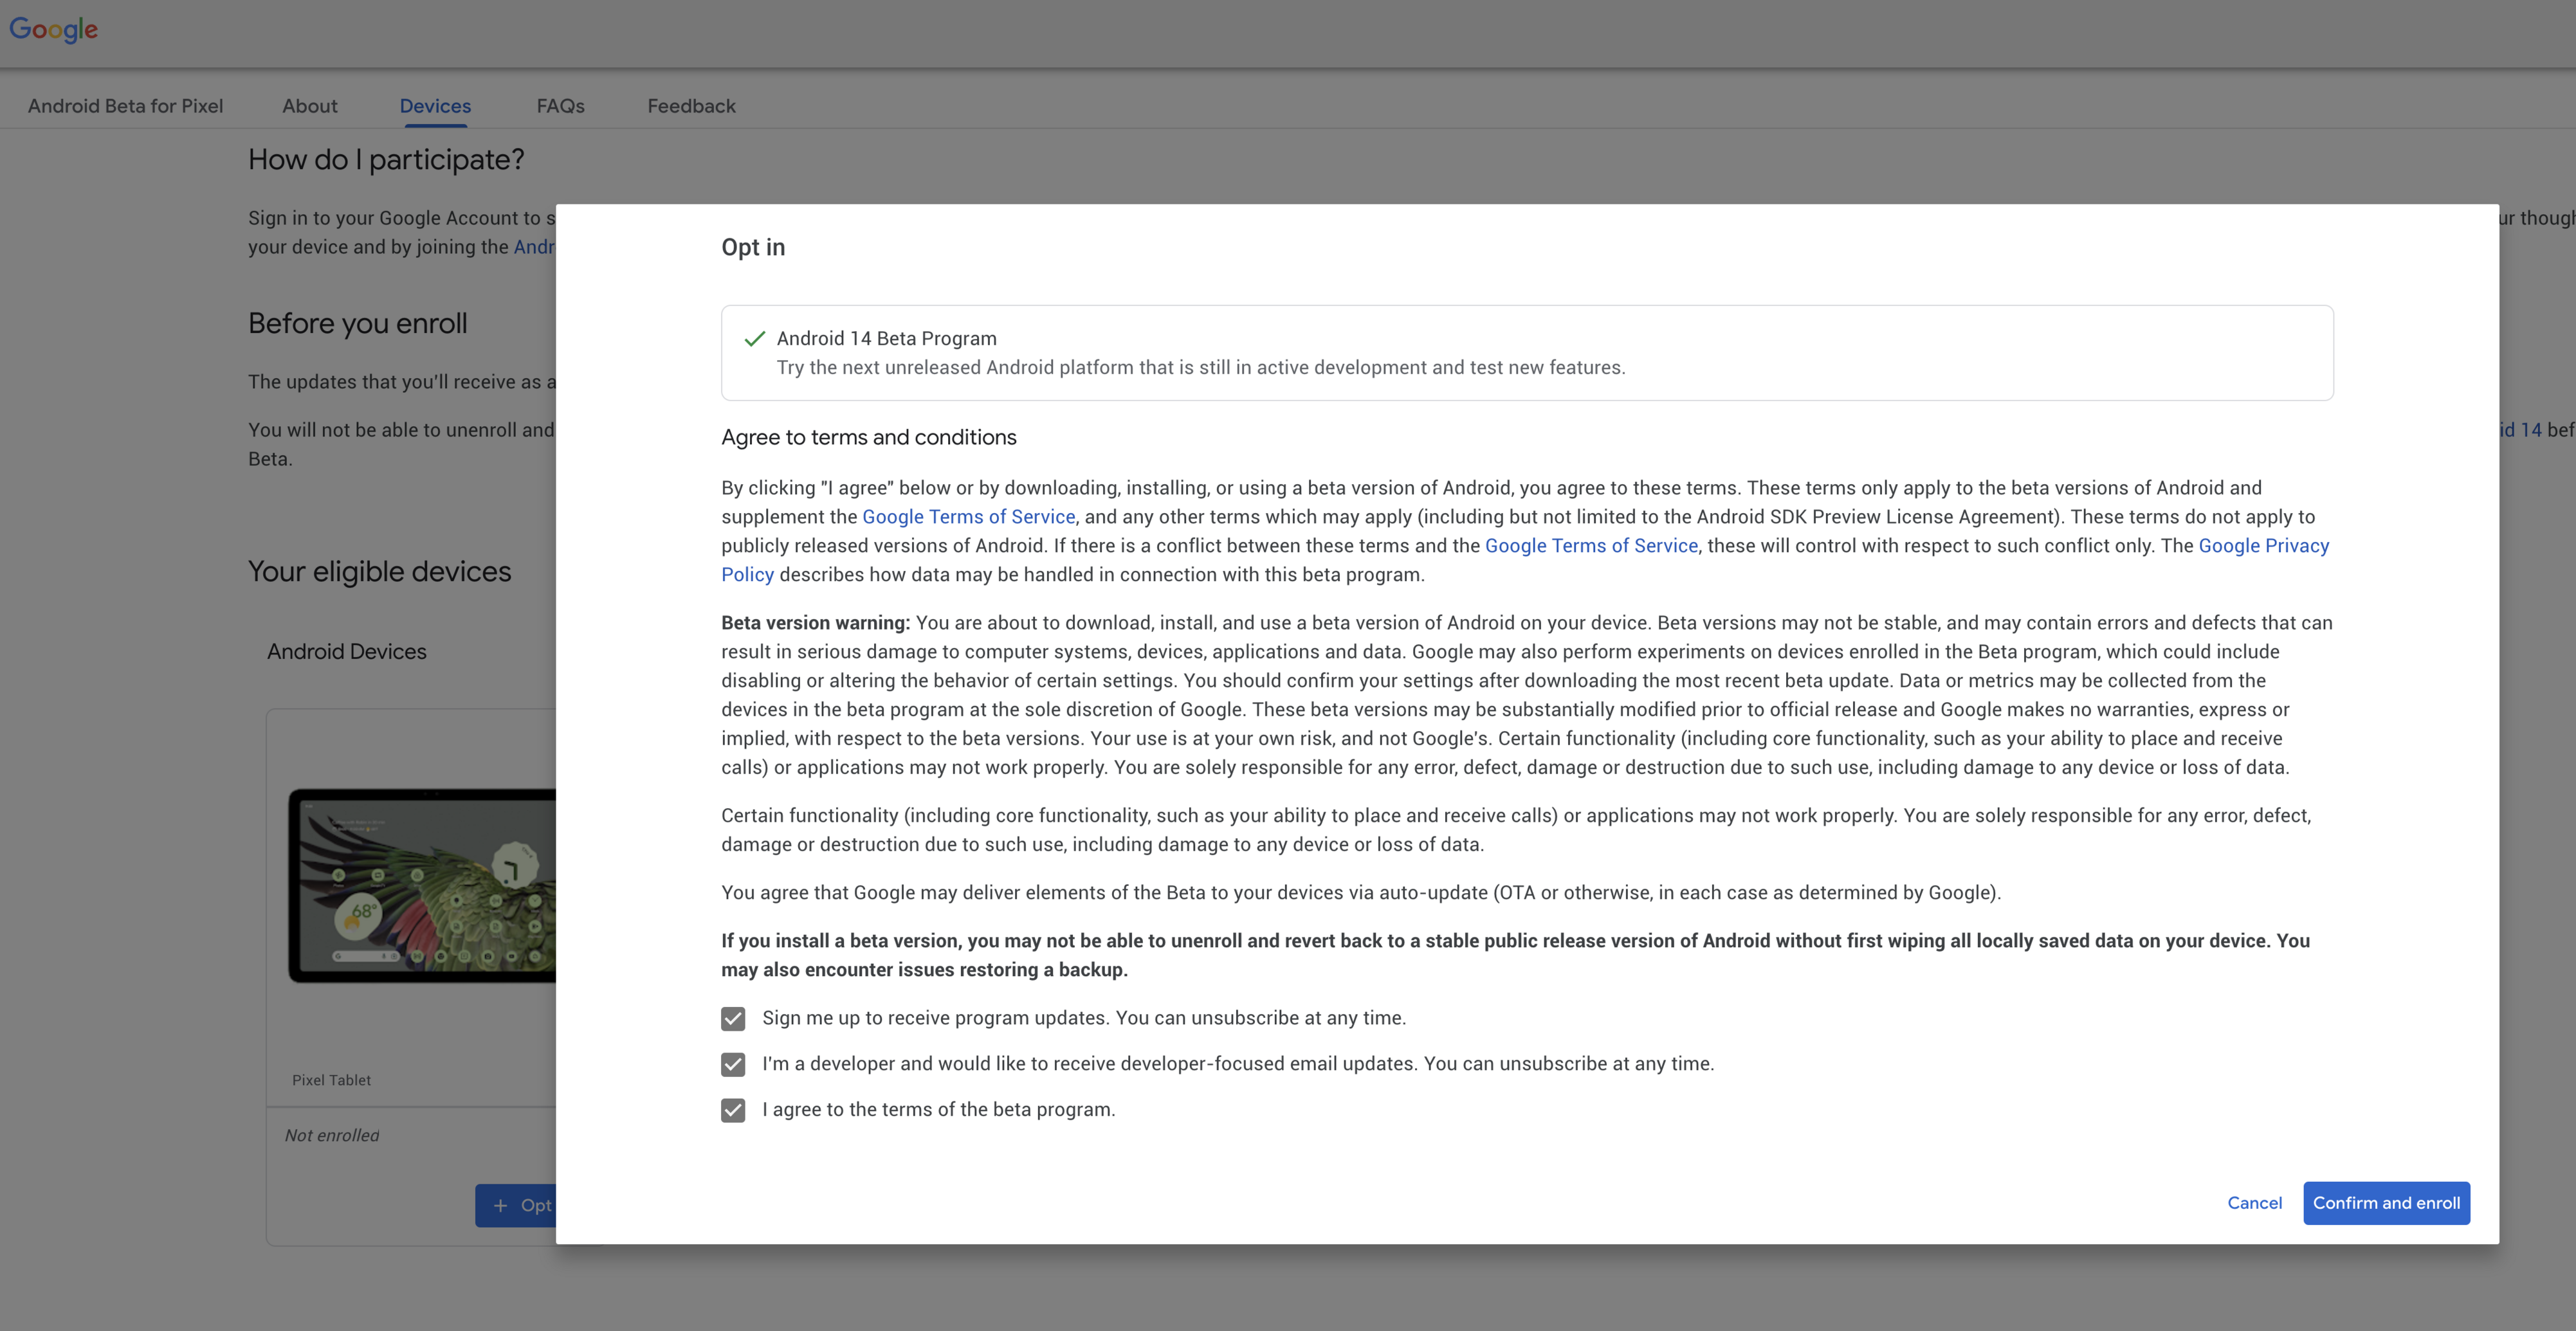 Google
Android Beta for Pixel About Devices FAQs Feedback
How do I participate?
Sign in to your Google Account to s
your device and by joining the Andr
ur though
Before you enroll
The updates that you'll receive as a
You will not be able to unenroll and
id 14 bef
Beta.
Your eligible devices
Android Devices
68°
Pixel Tablet
Not enrolled
+ Opt
Opt in
Android 14 Beta Program
Try the next unreleased Android platform that is still in active development and test new features.
Agree to terms and conditions
By clicking "I agree" below or by downloading, installing, or using a beta version of Android, you agree to these terms. These terms only apply to the beta versions of Android and
supplement the Google Terms of Service, and any other terms which may apply (including but not limited to the Android SDK Preview License Agreement). These terms do not apply to
publicly released versions of Android. If there is a conflict between these terms and the Google Terms of Service, these will control with respect to such conflict only. The Google Privacy
Policy describes how data may be handled in connection with this beta program.
Beta version warning: You are about to download, install, and use a beta version of Android on your device. Beta versions may not be stable, and may contain errors and defects that can
result in serious damage to computer systems, devices, applications and data. Google may also perform experiments on devices enrolled in the Beta program, which could include
disabling or altering the behavior of certain settings. You should confirm your settings after downloading the most recent beta update. Data or metrics may be collected from the
devices in the beta program at the sole discretion of Google. These beta versions may be substantially modified prior to official release and Google makes no warranties, express or
implied, with respect to the beta versions. Your use is at your own risk, and not Google's. Certain functionality (including core functionality, such as your ability to place and receive
calls) or applications may not work properly. You are solely responsible for any error, defect, damage or destruction due to such use, including damage to any device or loss of data.
Certain functionality (including core functionality, such as your ability to place and receive calls) or applications may not work properly. You are solely responsible for any error, defect,
damage or destruction due to such use, including damage to any device or loss of data.
You agree that Google may deliver elements of the Beta to your devices via auto-update (OTA or otherwise, in each case as determined by Google).
If you install a beta version, you may not be able to unenroll and revert back to a stable public release version of Android without first wiping all locally saved data on your device. You
may also encounter issues restoring a backup.
Sign me up to receive program updates. You can unsubscribe at any time.
I'm a developer and would like to receive developer-focused email updates. You can unsubscribe at any time.
I agree to the terms of the beta program.
Cancel Confirm and enroll